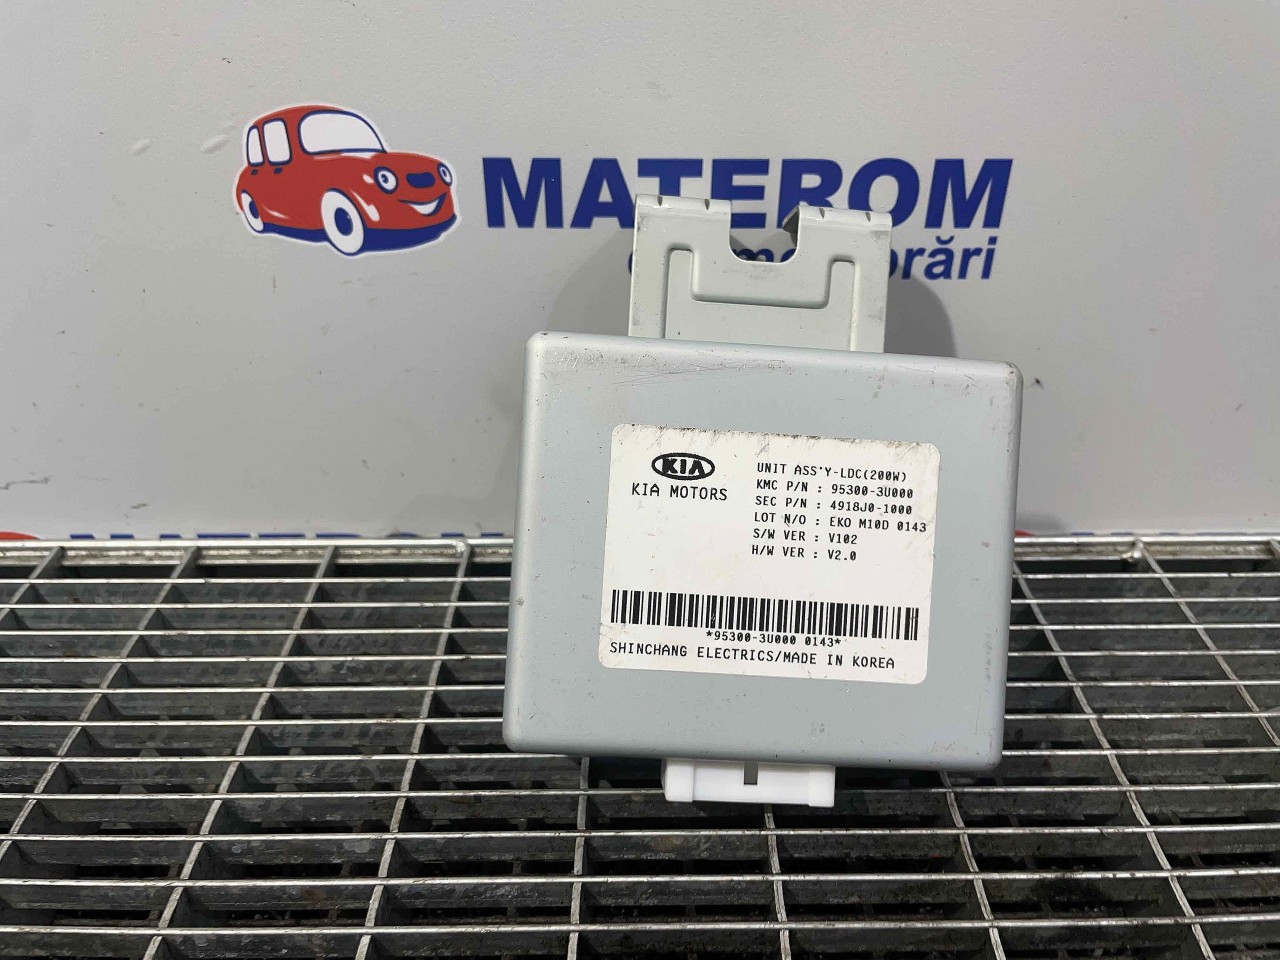 MATEROM
KIA
KIA MOTORS
UNIT ASS'Y-LDC(200W)
KMC P/N : 95300-3U000
SEC P/N : 4918J0-1000
LOT N/O : EKO M10D 0143
S/W VER : V102
H/W VER : V2.0
*95300-3U000 0143*
SHINCHANG ELECTRICS/MADE IN KOREA